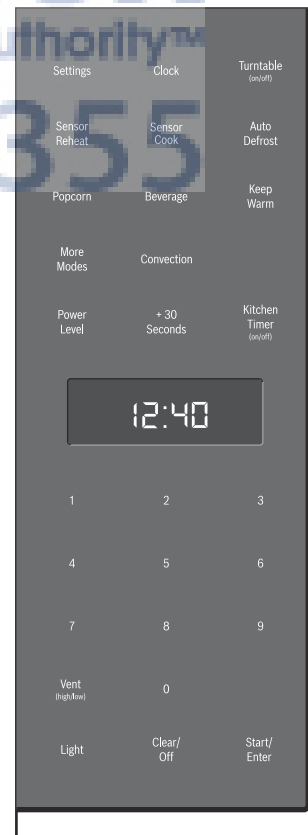 uthority™
355
Settings Clock Turntable
(on/off)
Sensor Sensor Auto
Reheat Cook Defrost
Popcorn Beverage Keep
Warm
More
Modes Convection
Power + 30 Kitchen
Level Seconds Timer
(on/off)
12:40
1 2 3
4 5 6
7 8 9
Vent 0
(high/low)
Light Clear/ Start/
Off Enter